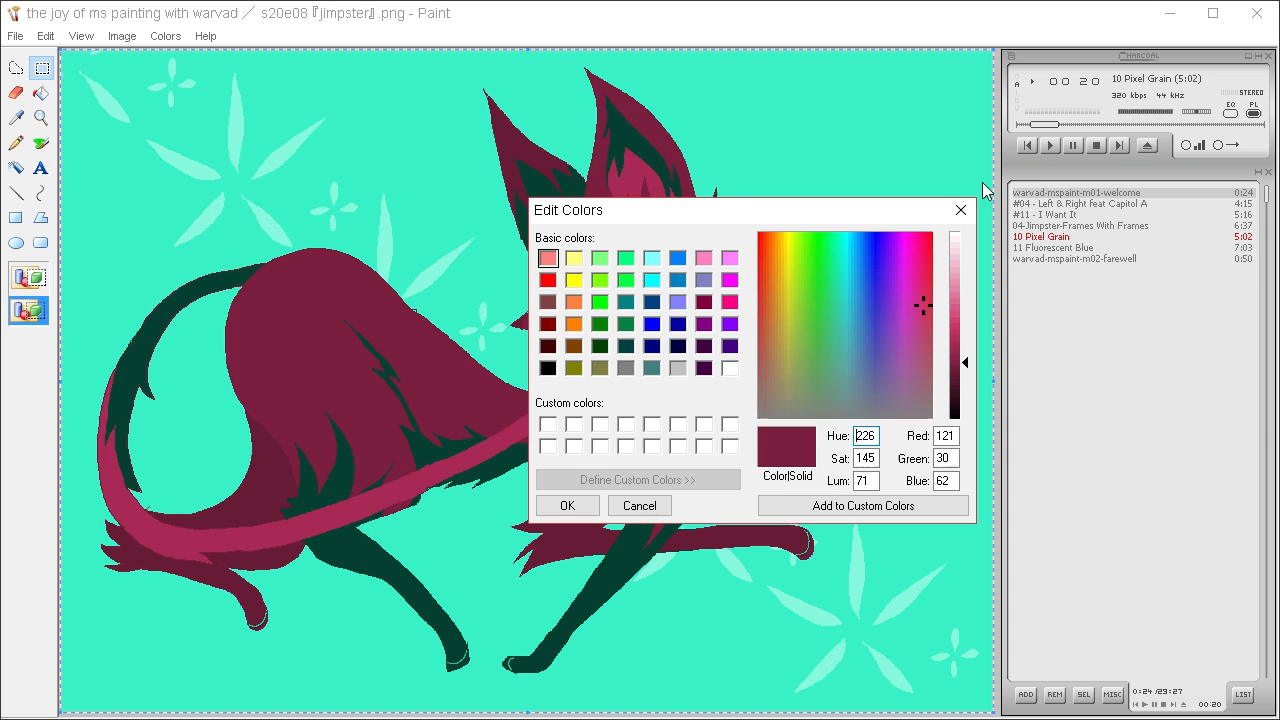 the joy of ms painting with warvad ／ s20e08『jimpster』.png - Paint
File Edit View Image Colors Help
CHARCOAL
00 20
10 Pixel Grain (5:02)
320 kbps 44 kHz
MONO STEREO
EQ PL
warvad-mspaint-m01-welcome 0:24
#04 - Left & Right feat Capitol A 4:15
#11 - I Want It 5:16
04-Jimpster-Frames With Frames 6:37
10 Pixel Grain 5:02
11 Fluorescent Blue 7:03
warvad-mspaint-m02-farewell 0:50
ADD REM SEL MISC
0:24/29:27
00:20
LIST
Edit Colors
Basic colors:
Custom colors:
Define Custom Colors >>
OK Cancel
Color|Solid
Hue: 226 Red: 121
Sat: 145 Green: 30
Lum: 71 Blue: 62
Add to Custom Colors